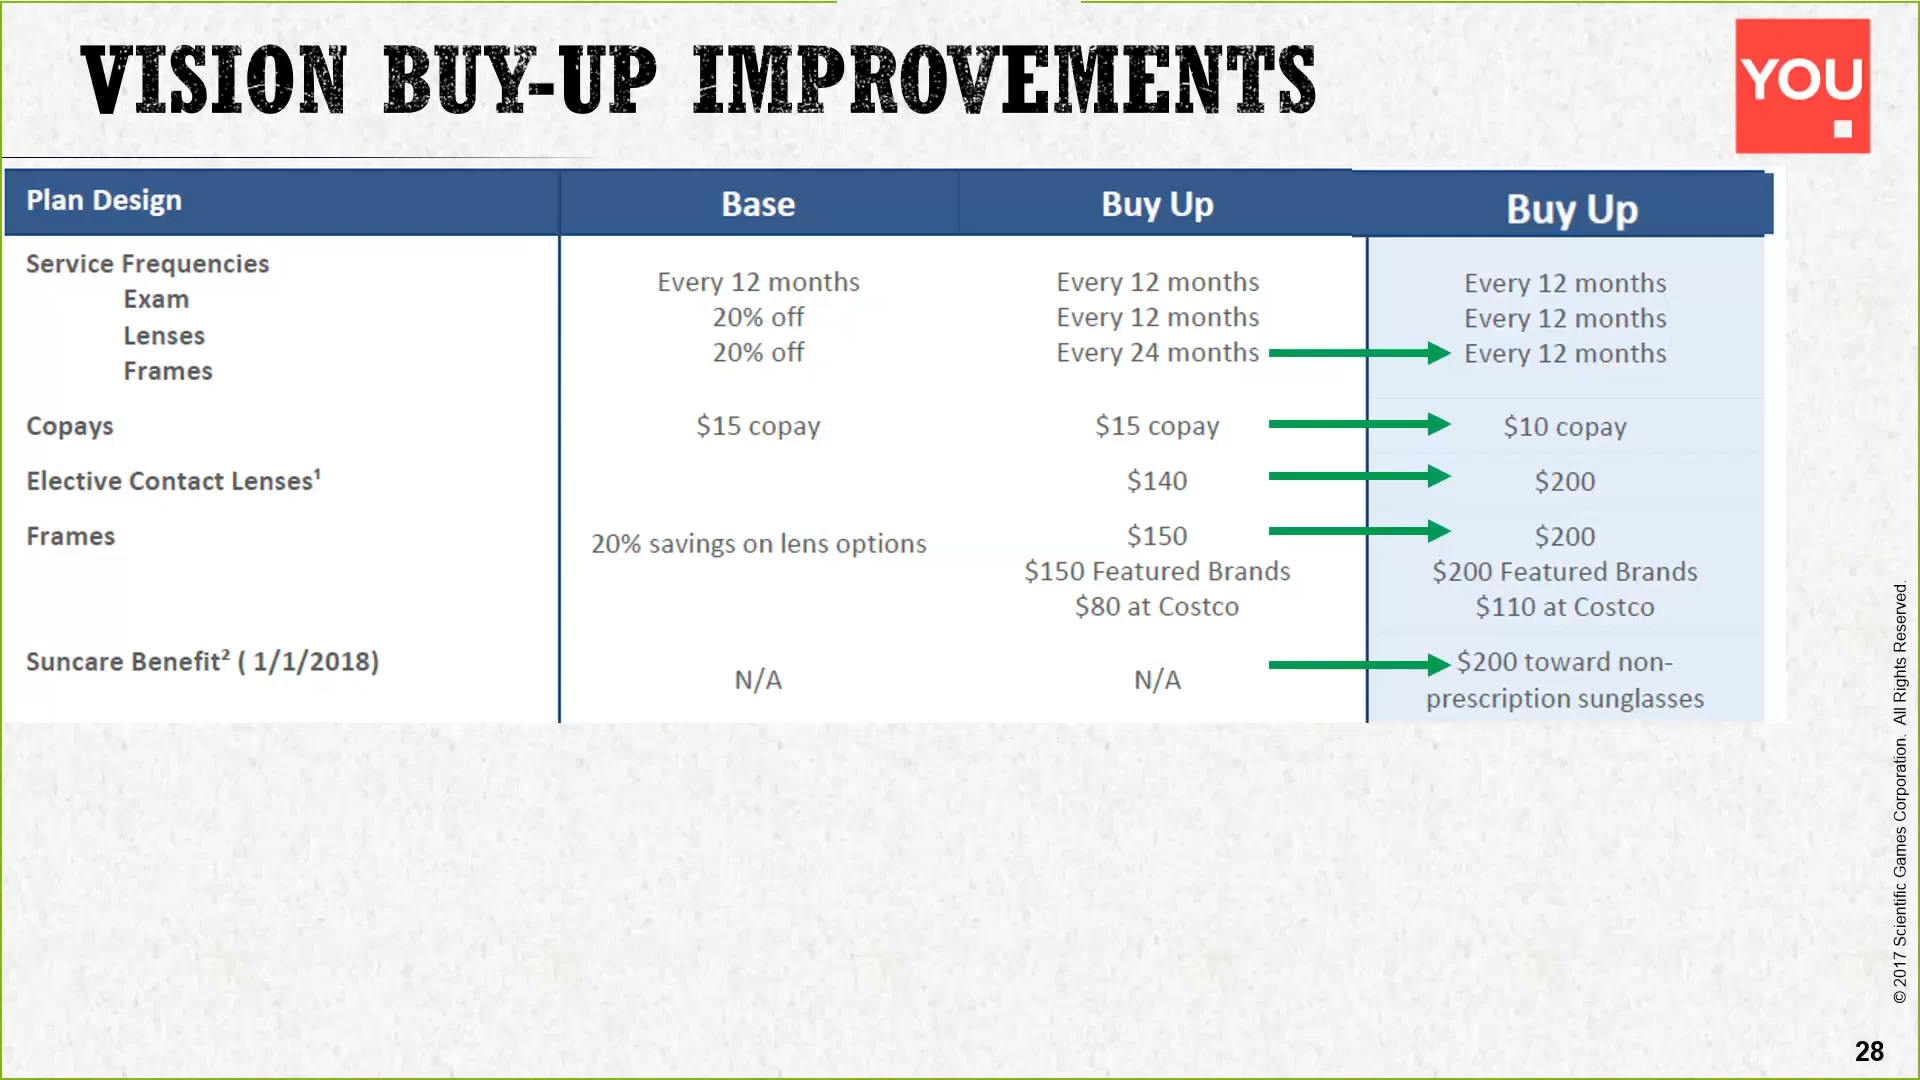 VISION BUY-UP IMPROVEMENTS
YOU
Plan Design Base Buy Up Buy Up
Service Frequencies
Exam Every 12 months Every 12 months Every 12 months
Lenses 20% off Every 12 months Every 12 months
Frames 20% off Every 24 months Every 12 months
Copays $15 copay $15 copay $10 copay
Elective Contact Lenses¹ $140 $200
Frames 20% savings on lens options $150 $200
$150 Featured Brands $200 Featured Brands
$80 at Costco $110 at Costco
Suncare Benefit² ( 1/1/2018) N/A N/A $200 toward non-
prescription sunglasses
© 2017 Scientific Games Corporation. All Rights Reserved.
28